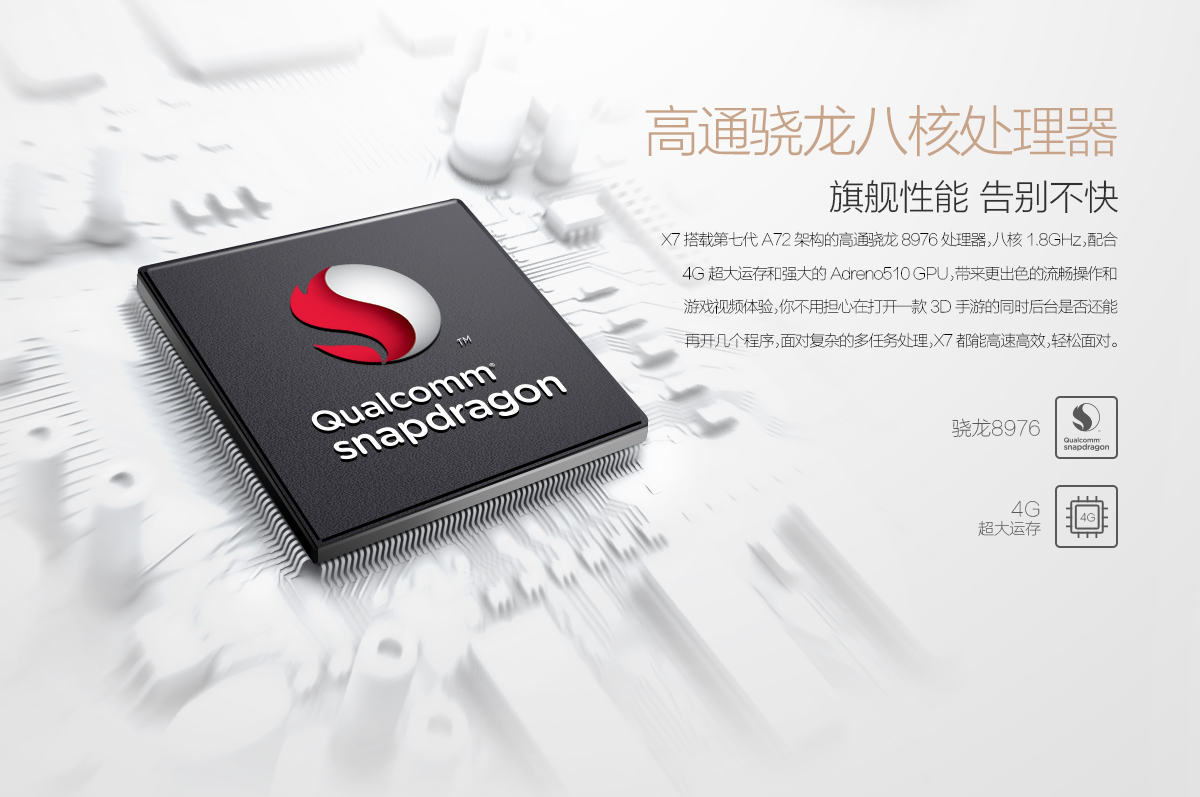 高通骁龙八核处理器
旗舰性能 告别不快
X7 搭载第七代 A72 架构的高通骁龙 8976 处理器,八核 1.8GHz,配合
4G 超大运存和强大的 Adreno510 GPU,带来更出色的流畅操作和
游戏视频体验,你不用担心在打开一款 3D 手游的同时后台是否还能
再开几个程序,面对复杂的多任务处理,X7 都能高速高效,轻松面对。
TM
Qualcomm®
snapdragon
骁龙8976
Qualcomm
snapdragon
4G
超大运存
4G